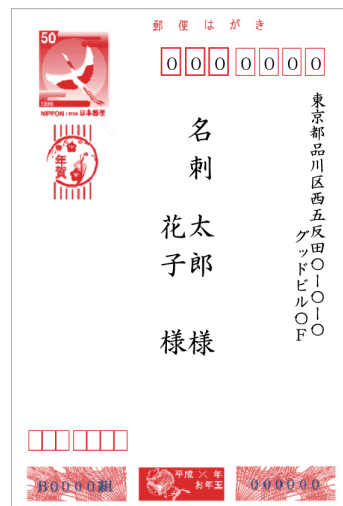 郵便はがき
50
NIPPON 日本郵便
年賀
0000000
東京都品川区西五反田〇ー〇ー〇
グッドビル〇F
名刺 太郎 様
花子 様
B0000組
平成×年
お年玉
000000